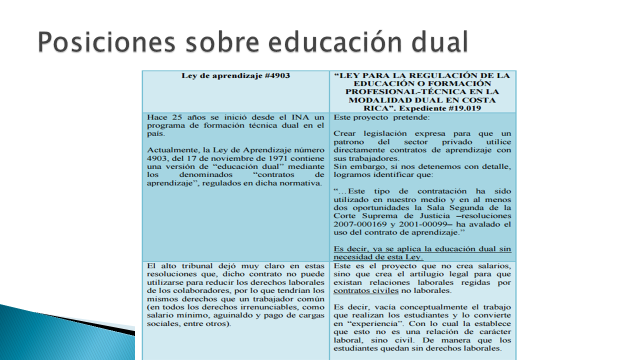 Posiciones sobre educación dual
Ley de aprendizaje #4903
"LEY PARA LA REGULACIÓN DE LA
EDUCACIÓN O FORMACIÓN
PROFESIONAL-TÉCNICA EN LA
MODALIDAD DUAL EN COSTA
RICA". Expediente #19.019
Hace 25 años se inició desde el INA un
programa de formación técnica dual en el
país.
Actualmente, la Ley de Aprendizaje número
4903, del 17 de noviembre de 1971 contiene
una versión de "educación dual" mediante
los denominados "contratos de
aprendizaje", regulados en dicha normativa.
Este proyecto pretende:
Crear legislación expresa para que un
patrono del sector privado utilice
directamente contratos de aprendizaje con
sus trabajadores.
Sin embargo, si nos detenemos con detalle,
logramos identificar que:
"…Este tipo de contratación ha sido
utilizado en nuestro medio y en al menos
dos oportunidades la Sala Segunda de la
Corte Suprema de Justicia –resoluciones
2007-000169 y 2001-00099– ha avalado el
uso del contrato de aprendizaje."
Es decir, ya se aplica la educación dual sin
necesidad de esta Ley.
El alto tribunal dejó muy claro en estas
resoluciones que, dicho contrato no puede
utilizarse para reducir los derechos laborales
de los colaboradores, por lo que tendrían los
mismos derechos que un trabajador común
(en todos los derechos irrenunciables, como
salario mínimo, aguinaldo y pago de cargas
sociales, entre otros).
Este es el proyecto que no crea salarios,
sino que crea el artilugio legal para que
existan relaciones laborales regidas por
contratos civiles no laborales.
Es decir, vacía conceptualmente el trabajo
que realizan los estudiantes y lo convierte
en "experiencia". Con lo cual la establece
que esto no es una relación de carácter
laboral, sino civil. De manera que los
estudiantes quedan sin derechos laborales.